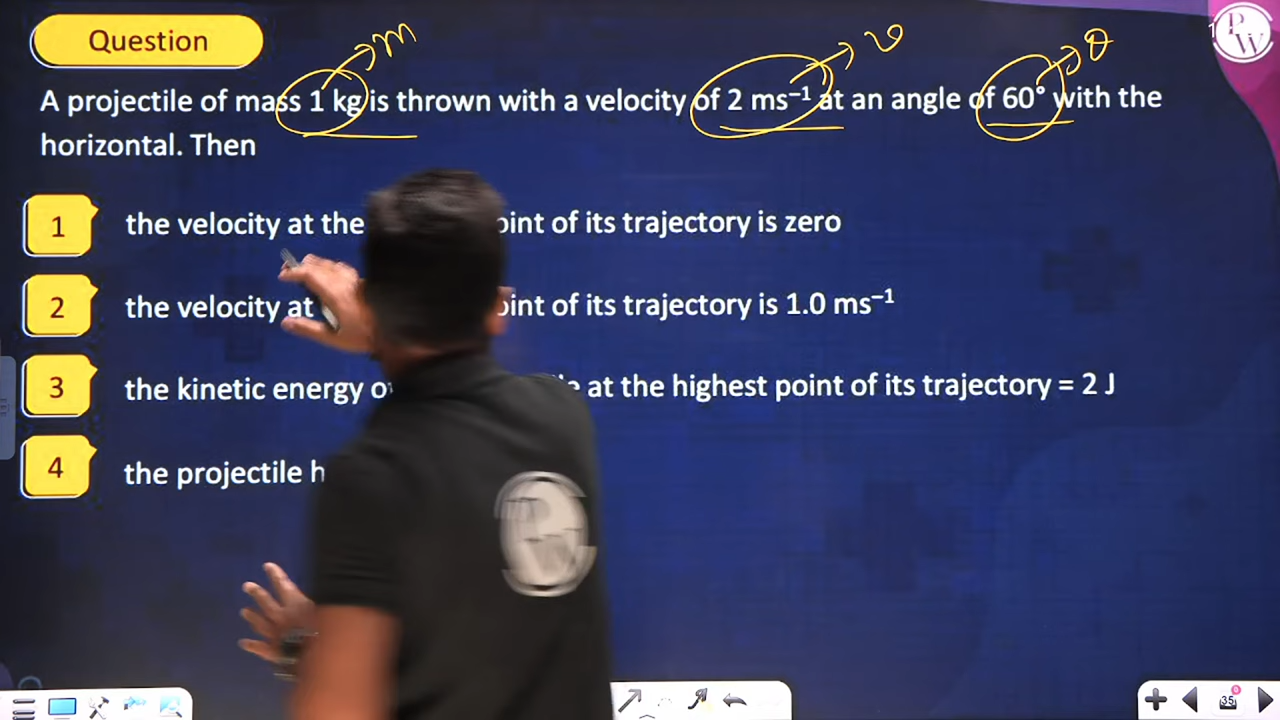 Question
m
v
θ
A projectile of mass 1 kg is thrown with a velocity of 2 ms⁻¹ at an angle of 60° with the
horizontal. Then
1 the velocity at the oint of its trajectory is zero
2 the velocity at oint of its trajectory is 1.0 ms⁻¹
3 the kinetic energy o at the highest point of its trajectory = 2 J
4 the projectile h
PW
PW
35